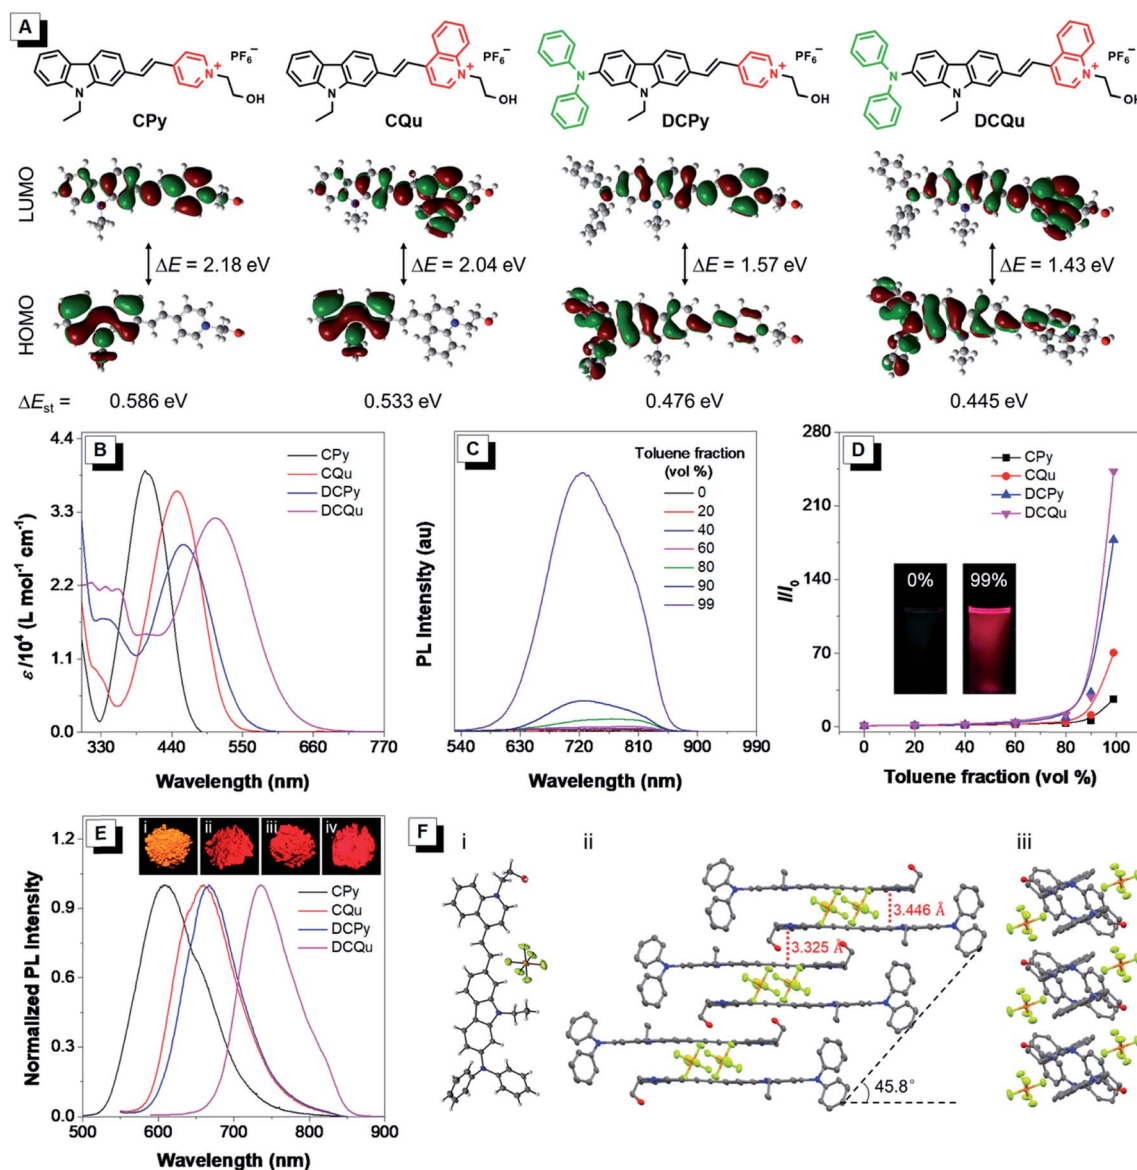 A
PF6−
N+
OH
N
CPy
PF6−
N+
OH
N
CQu
PF6−
N
N+
OH
N
DCPy
PF6−
N
N+
OH
N
DCQu
LUMO
ΔE = 2.18 eV
ΔE = 2.04 eV
ΔE = 1.57 eV
ΔE = 1.43 eV
HOMO
ΔEst = 0.586 eV 0.533 eV 0.476 eV 0.445 eV
B
4.4
3.3
2.2
1.1
0.0
ε/10⁴ (L mol⁻¹ cm⁻¹)
CPy
CQu
DCPy
DCQu
330 440 550 660 770
Wavelength (nm)
C
PL Intensity (au)
Toluene fraction
(vol %)
0
20
40
60
80
90
99
540 630 720 810 900 990
Wavelength (nm)
D
280
210
140
70
0
I/I0
CPy
CQu
DCPy
DCQu
0% 99%
0 20 40 60 80 100
Toluene fraction (vol %)
E
i ii iii iv
1.2
0.9
0.6
0.3
0.0
Normalized PL Intensity
CPy
CQu
DCPy
DCQu
500 600 700 800 900
Wavelength (nm)
F
i ii iii
3.446 Å
3.325 Å
45.8°